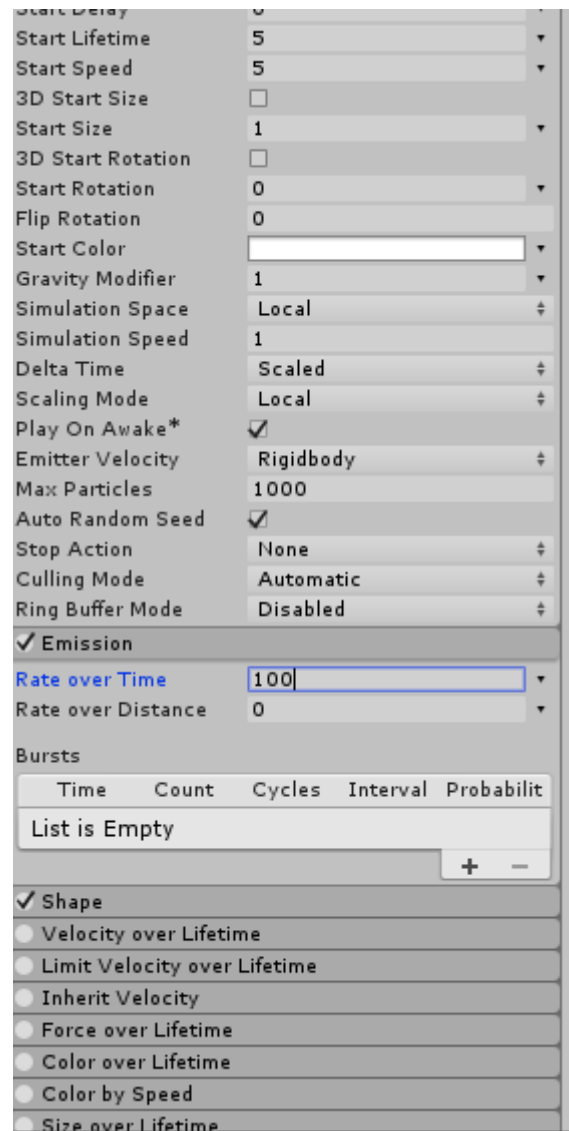 Start Delay 0
Start Lifetime 5
Start Speed 5
3D Start Size
Start Size 1
3D Start Rotation
Start Rotation 0
Flip Rotation 0
Start Color
Gravity Modifier 1
Simulation Space Local
Simulation Speed 1
Delta Time Scaled
Scaling Mode Local
Play On Awake*
Emitter Velocity Rigidbody
Max Particles 1000
Auto Random Seed
Stop Action None
Culling Mode Automatic
Ring Buffer Mode Disabled
Emission
Rate over Time 100
Rate over Distance 0
Bursts
Time Count Cycles Interval Probabilit
List is Empty
+ −
Shape
Velocity over Lifetime
Limit Velocity over Lifetime
Inherit Velocity
Force over Lifetime
Color over Lifetime
Color by Speed
Size over Lifetime